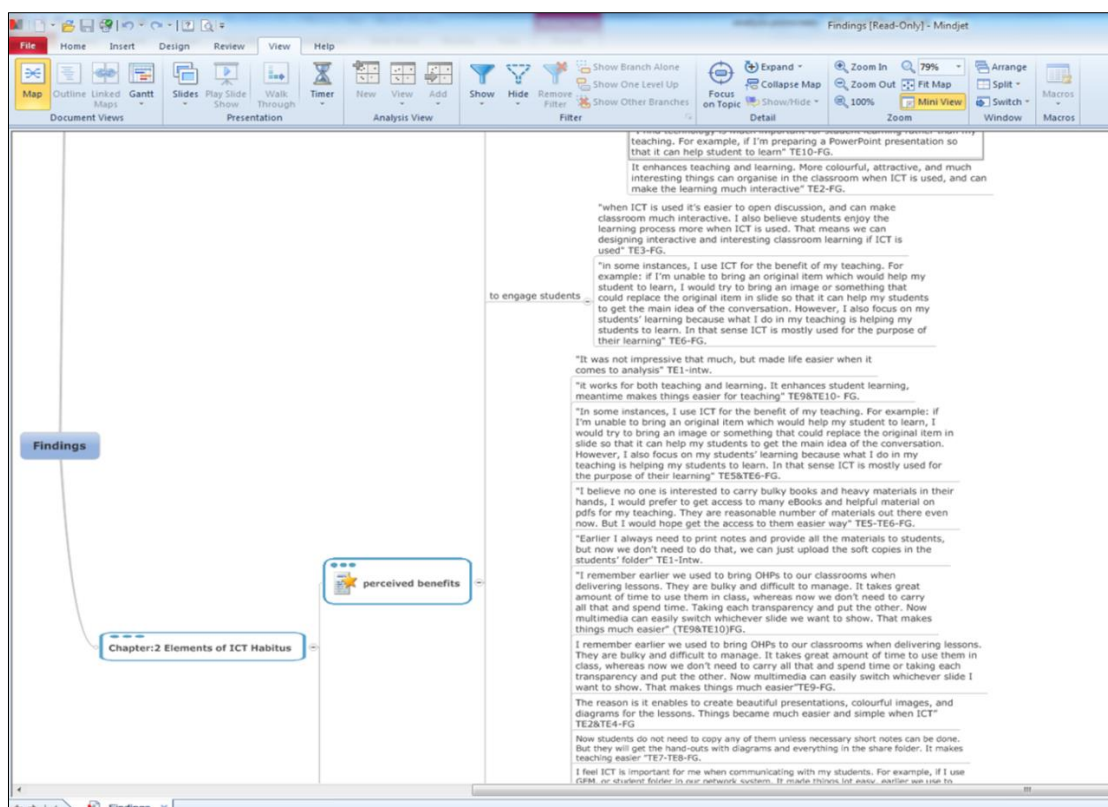 Findings [Read-Only] - Mindjet
File Home Insert Design Review View Help
Map Outline Linked Maps Gantt Slides Play Slide Show Walk Through Timer New View Add Show Hide Remove Filter
Show Branch Alone
Show One Level Up
Show Other Branches
Focus on Topic
Expand
Collapse Map
Show/Hide
Zoom In
Zoom Out
100%
79%
Fit Map
Mini View
Arrange
Split
Switch
Macros
Document Views Presentation Analysis View Filter Detail Zoom Window Macros
"I find technology is much important for student learning rather than my
teaching. For example, if I'm preparing a PowerPoint presentation so
that it can help student to learn" TE10-FG.
It enhances teaching and learning. More colourful, attractive, and much
interesting things can organise in the classroom when ICT is used, and can
make the learning much interactive" TE2-FG.
"when ICT is used it's easier to open discussion, and can make
classroom much interactive. I also believe students enjoy the
learning process more when ICT is used. That means we can
designing interactive and interesting classroom learning if ICT is
used" TE3-FG.
to engage students
"in some instances, I use ICT for the benefit of my teaching. For
example: if I'm unable to bring an original item which would help my
student to learn, I would try to bring an image or something that
could replace the original item in slide so that it can help my students
to get the main idea of the conversation. However, I also focus on my
students' learning because what I do in my teaching is helping my
students to learn. In that sense ICT is mostly used for the purpose of
their learning" TE6-FG.
"It was not impressive that much, but made life easier when it
comes to analysis" TE1-intw.
"it works for both teaching and learning. It enhances student learning,
meantime makes things easier for teaching" TE9&TE10- FG.
"In some instances, I use ICT for the benefit of my teaching. For example: if
I'm unable to bring an original item which would help my student to learn, I
would try to bring an image or something that could replace the original item in
slide so that it can help my students to get the main idea of the conversation.
However, I also focus on my students' learning because what I do in my
teaching is helping my students to learn. In that sense ICT is mostly used for
the purpose of their learning" TE5&TE6-FG.
"I believe no one is interested to carry bulky books and heavy materials in their
hands, I would prefer to get access to many eBooks and helpful material on
pdfs for my teaching. They are reasonable number of materials out there even
now. But I would hope get the access to them easier way" TE5-TE6-FG.
"Earlier I always need to print notes and provide all the materials to students,
but now we don't need to do that, we can just upload the soft copies in the
students' folder" TE1-Intw.
"I remember earlier we used to bring OHPs to our classrooms when
delivering lessons. They are bulky and difficult to manage. It takes great
amount of time to use them in class, whereas now we don't need to carry
all that and spend time. Taking each transparency and put the other. Now
multimedia can easily switch whichever slide we want to show. That makes
things much easier" (TE9&TE10)FG.
I remember earlier we used to bring OHPs to our classrooms when delivering lessons.
They are bulky and difficult to manage. It takes great amount of time to use them in
class, whereas now we don't need to carry all that and spend time or taking each
transparency and put the other. Now multimedia can easily switch whichever slide I
want to show. That makes things much easier"TE9-FG.
The reason is it enables to create beautiful presentations, colourful images, and
diagrams for the lessons. Things became much easier and simple when ICT"
TE2&TE4-FG
Now students do not need to copy any of them unless necessary short notes can be done.
But they will get the hand-outs with diagrams and everything in the share folder. It makes
teaching easier "TE7-TE8-FG.
I feel ICT is important for me when communicating with my students. For example, if I use
GEM, or student folder in our network system. It made things lot easy, earlier we use to
Findings
perceived benefits
Chapter:2 Elements of ICT Habitus
Findings